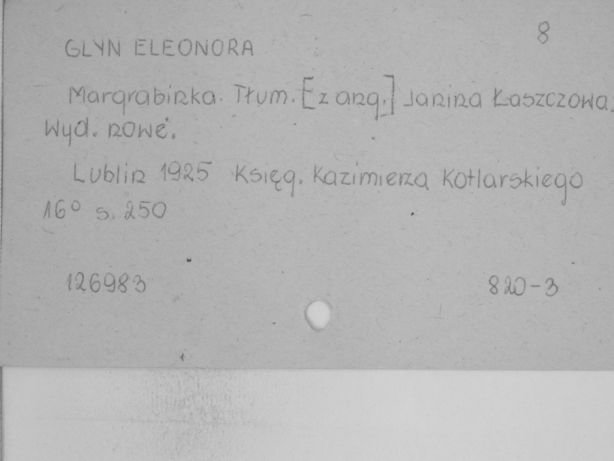 8
GLYN ELEONORA
Margrabinka. Tłum. [z ang.] Janina Łaszczowa.
Wyd. nowe.
Lublin 1925 Księg. Kazimierza Kotlarskiego
16° s. 250
126983 820-3